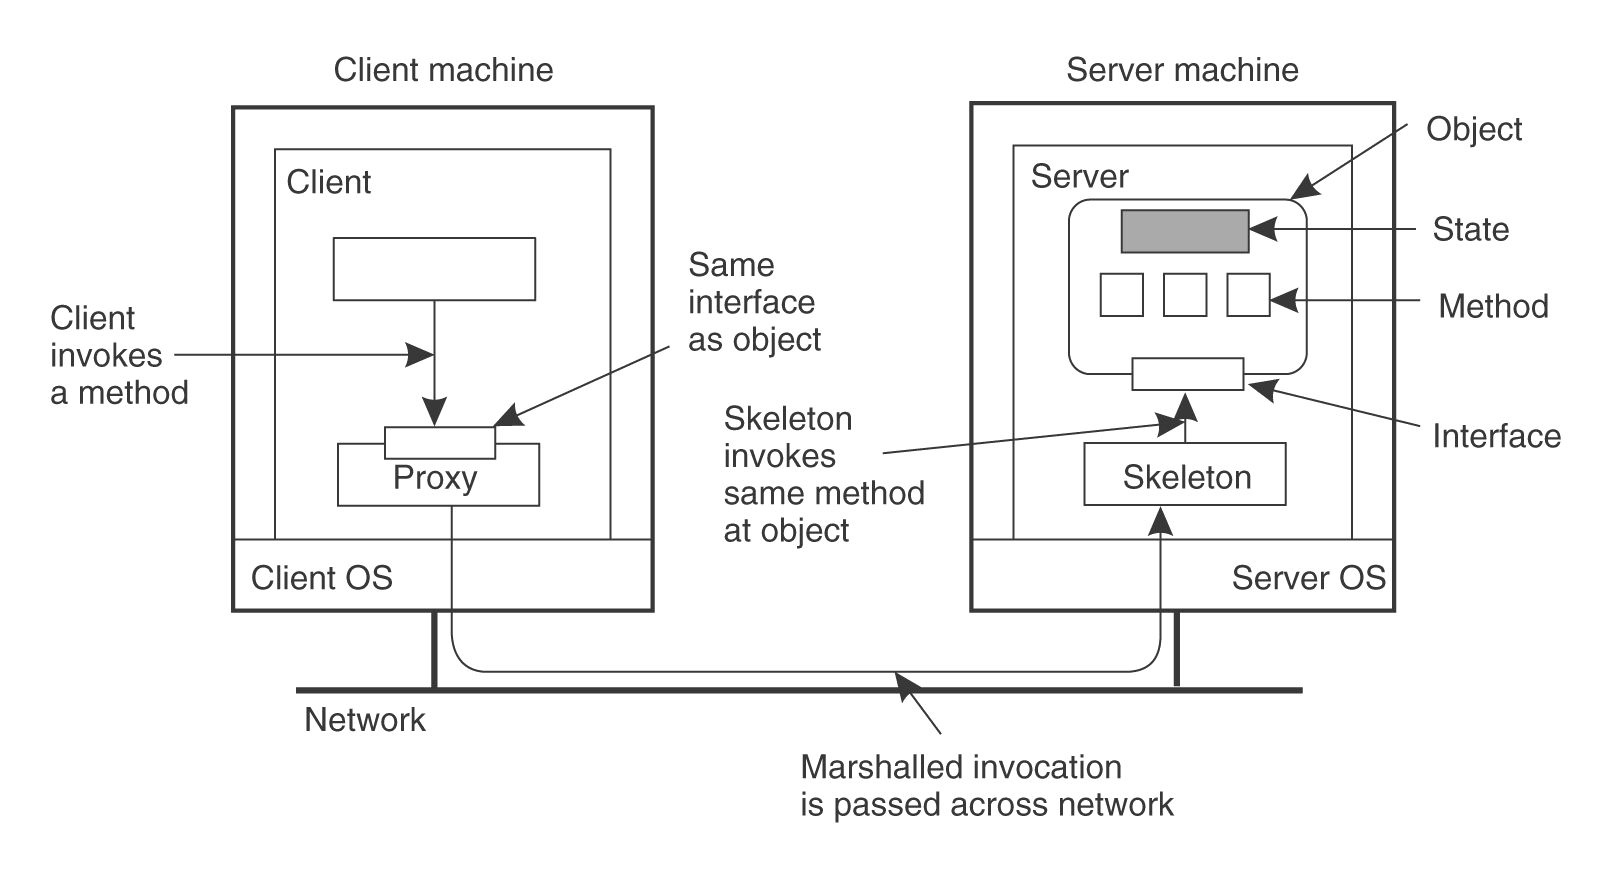 Client machine
Server machine
Client
Server
Object
State
Method
Interface
Same
interface
as object
Client
invokes
a method
Skeleton
invokes
same method
at object
Proxy
Skeleton
Client OS
Server OS
Network
Marshalled invocation
is passed across network